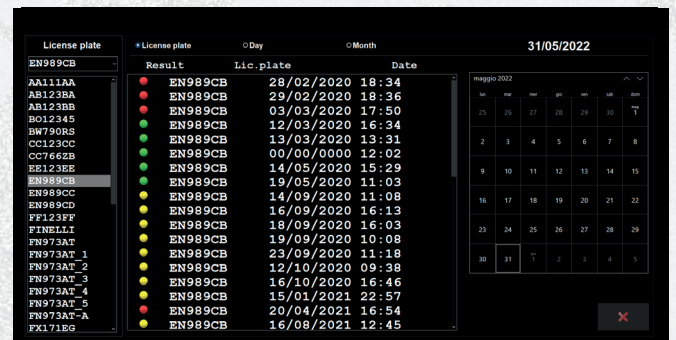 License plate
License plate Day Month
31/05/2022
EN989CB
AA111AA
AB123BA
AB123BB
BO12345
BW790RS
CC123CC
CC766ZB
EE123EE
EN989CB
EN989CC
EN989CD
FF123FF
FINELLI
FN973AT
FN973AT_1
FN973AT_2
FN973AT_3
FN973AT_4
FN973AT_5
FN973AT-A
FX171EG
Result Lic.plate Date
EN989CB 28/02/2020 18:34
EN989CB 29/02/2020 18:36
EN989CB 03/03/2020 17:50
EN989CB 12/03/2020 16:34
EN989CB 13/03/2020 13:31
EN989CB 00/00/0000 12:02
EN989CB 14/05/2020 15:29
EN989CB 19/05/2020 11:03
EN989CB 14/09/2020 11:08
EN989CB 16/09/2020 16:13
EN989CB 18/09/2020 16:03
EN989CB 19/09/2020 10:08
EN989CB 23/09/2020 11:18
EN989CB 12/10/2020 09:38
EN989CB 16/10/2020 16:46
EN989CB 15/01/2021 22:57
EN989CB 20/04/2021 16:54
EN989CB 16/08/2021 12:45
maggio 2022
lun mar mer gio ven sab dom
25 26 27 28 29 30 mag 1
2 3 4 5 6 7 8
9 10 11 12 13 14 15
16 17 18 19 20 21 22
23 24 25 26 27 28 29
30 31 1 2 3 4 5